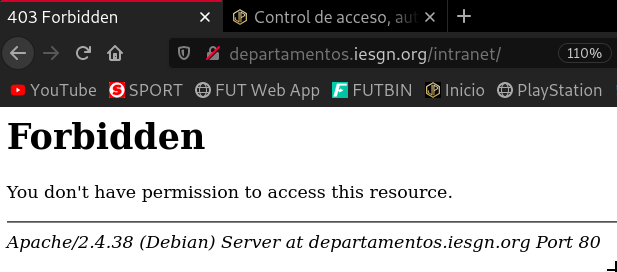 403 Forbidden
Control de acceso, aut
departamentos.iesgn.org/intranet/
110%
YouTube
SPORT
FUT Web App
FUTBIN
Inicio
PlayStation
Forbidden
You don't have permission to access this resource.
Apache/2.4.38 (Debian) Server at departamentos.iesgn.org Port 80